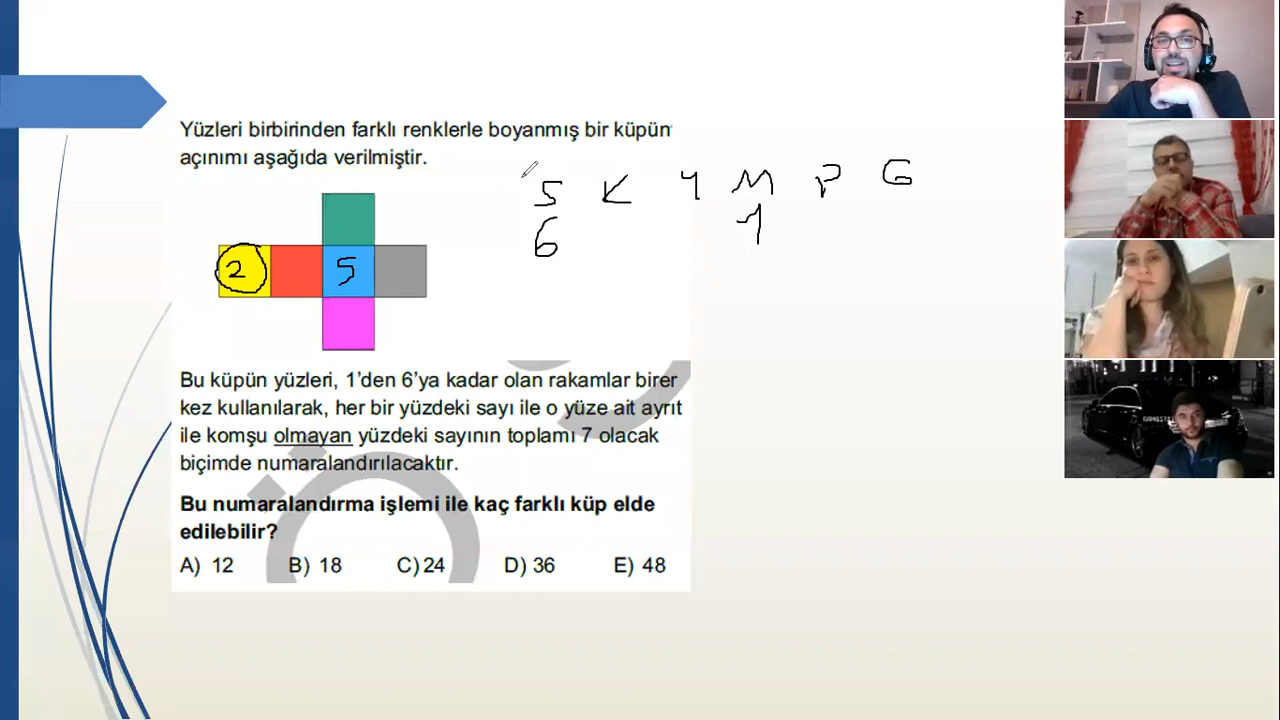 Yüzleri birbirinden farklı renklerle boyanmış bir küpün
açınımı aşağıda verilmiştir.
S K Y M P G
6 1
2 5
Bu küpün yüzleri, 1'den 6'ya kadar olan rakamlar birer
kez kullanılarak, her bir yüzdeki sayı ile o yüze ait ayrıt
ile komşu olmayan yüzdeki sayının toplamı 7 olacak
biçimde numaralandırılacaktır.
Bu numaralandırma işlemi ile kaç farklı küp elde
edilebilir?
A) 12 B) 18 C) 24 D) 36 E) 48